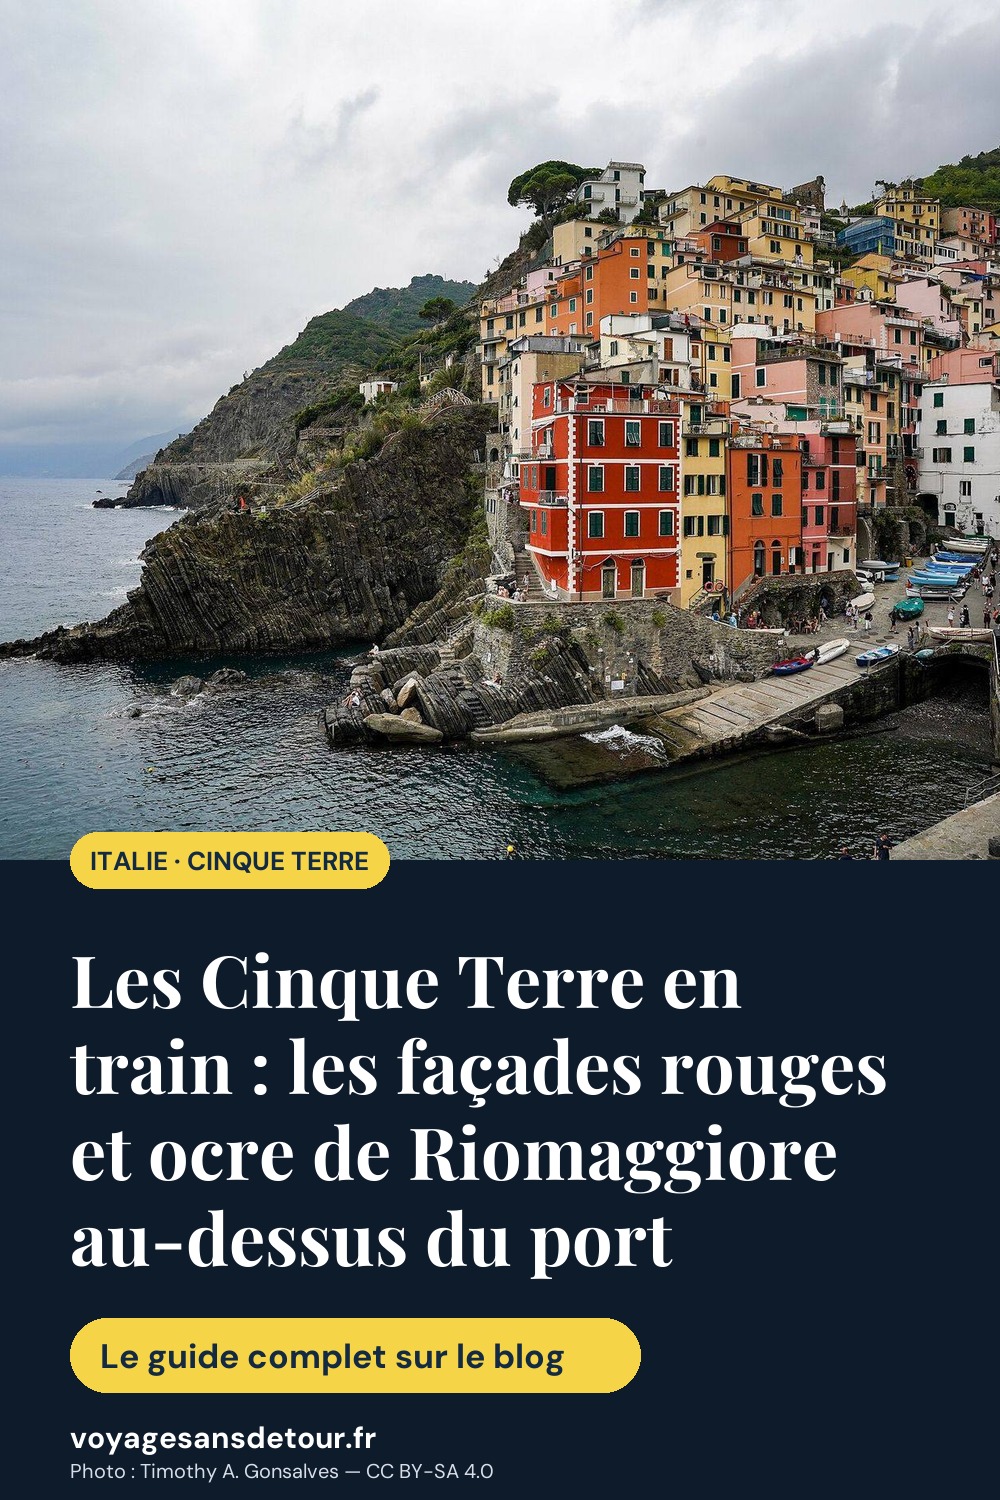 ITALIE · CINQUE TERRE
Les Cinque Terre en
train : les façades rouges
et ocre de Riomaggiore
au-dessus du port
Le guide complet sur le blog
voyagesansdetour.fr
Photo : Timothy A. Gonsalves — CC BY-SA 4.0